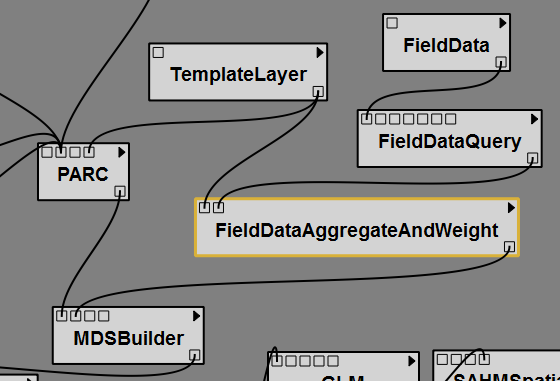 FieldData
TemplateLayer
FieldDataQuery
PARC
FieldDataAggregateAndWeight
MDSBuilder